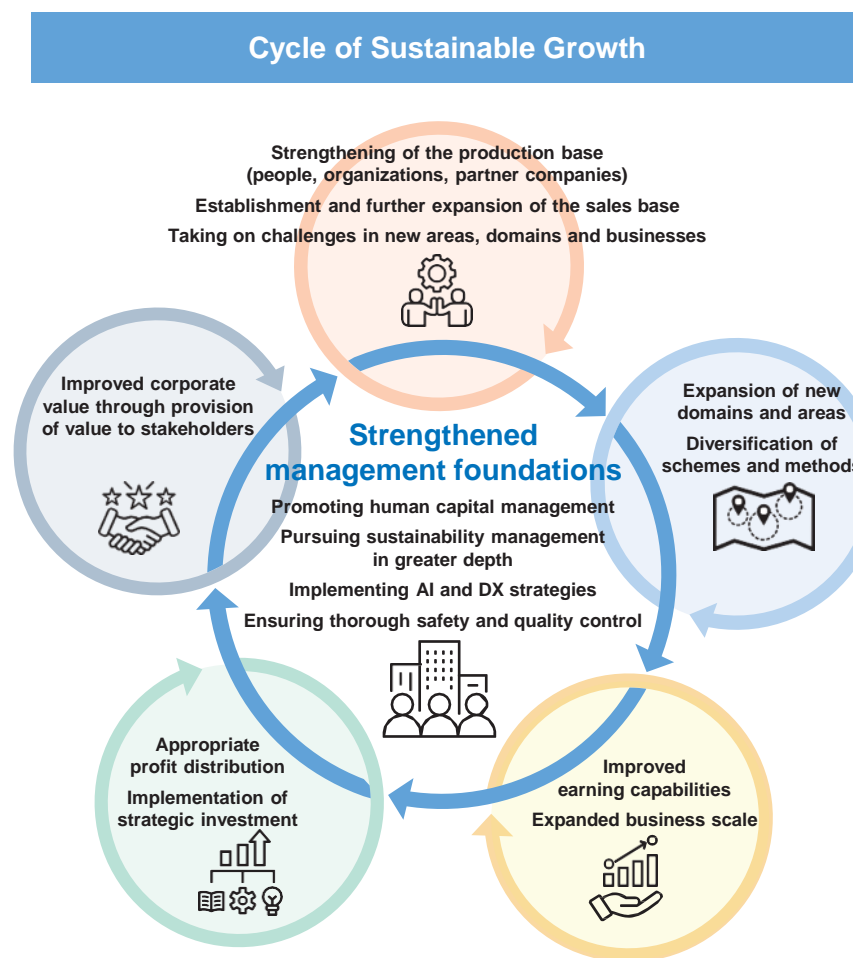 Cycle of Sustainable Growth
Strengthening of the production base
(people, organizations, partner companies)
Establishment and further expansion of the sales base
Taking on challenges in new areas, domains and businesses
Expansion of new
domains and areas
Diversification of
schemes and methods
Improved
earning capabilities
Expanded business scale
Appropriate
profit distribution
Implementation of
strategic investment
Improved corporate
value through provision
of value to stakeholders
Strengthened
management foundations
Promoting human capital management
Pursuing sustainability management
in greater depth
Implementing AI and DX strategies
Ensuring thorough safety and quality control